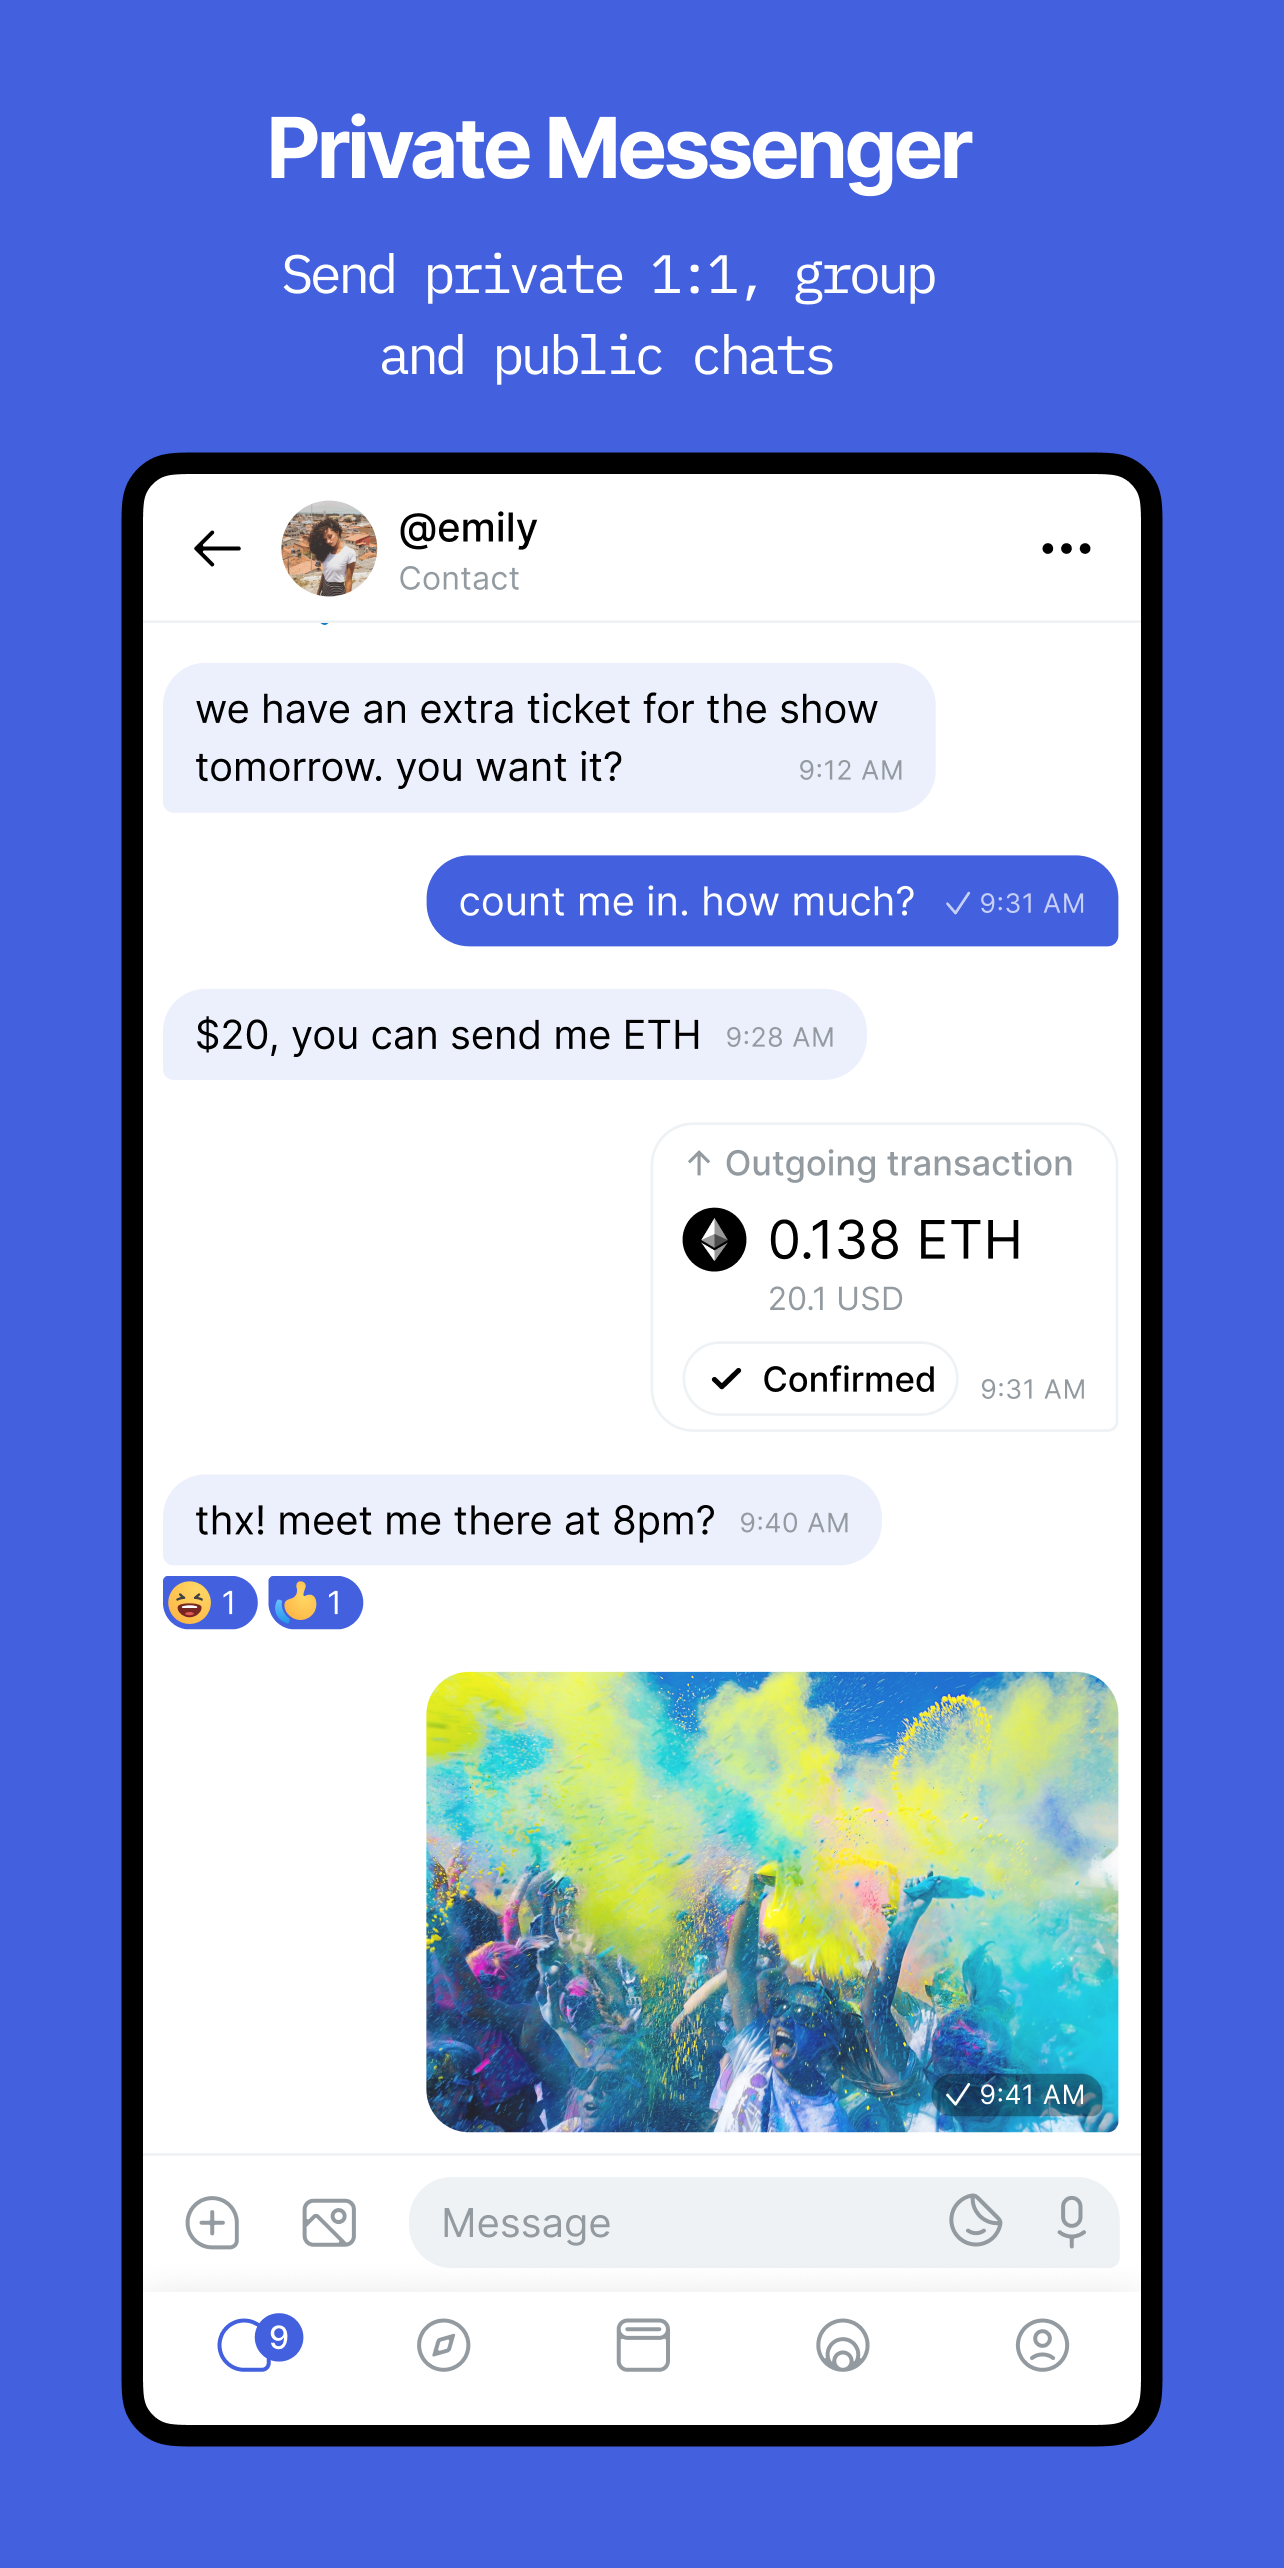 Private Messenger
Send private 1:1, group
and public chats
@emily
Contact
we have an extra ticket for the show
tomorrow. you want it? 9:12 AM
count me in. how much? 9:31 AM
$20, you can send me ETH 9:28 AM
Outgoing transaction
0.138 ETH
20.1 USD
Confirmed 9:31 AM
thx! meet me there at 8pm? 9:40 AM
1 1
9:41 AM
Message
9